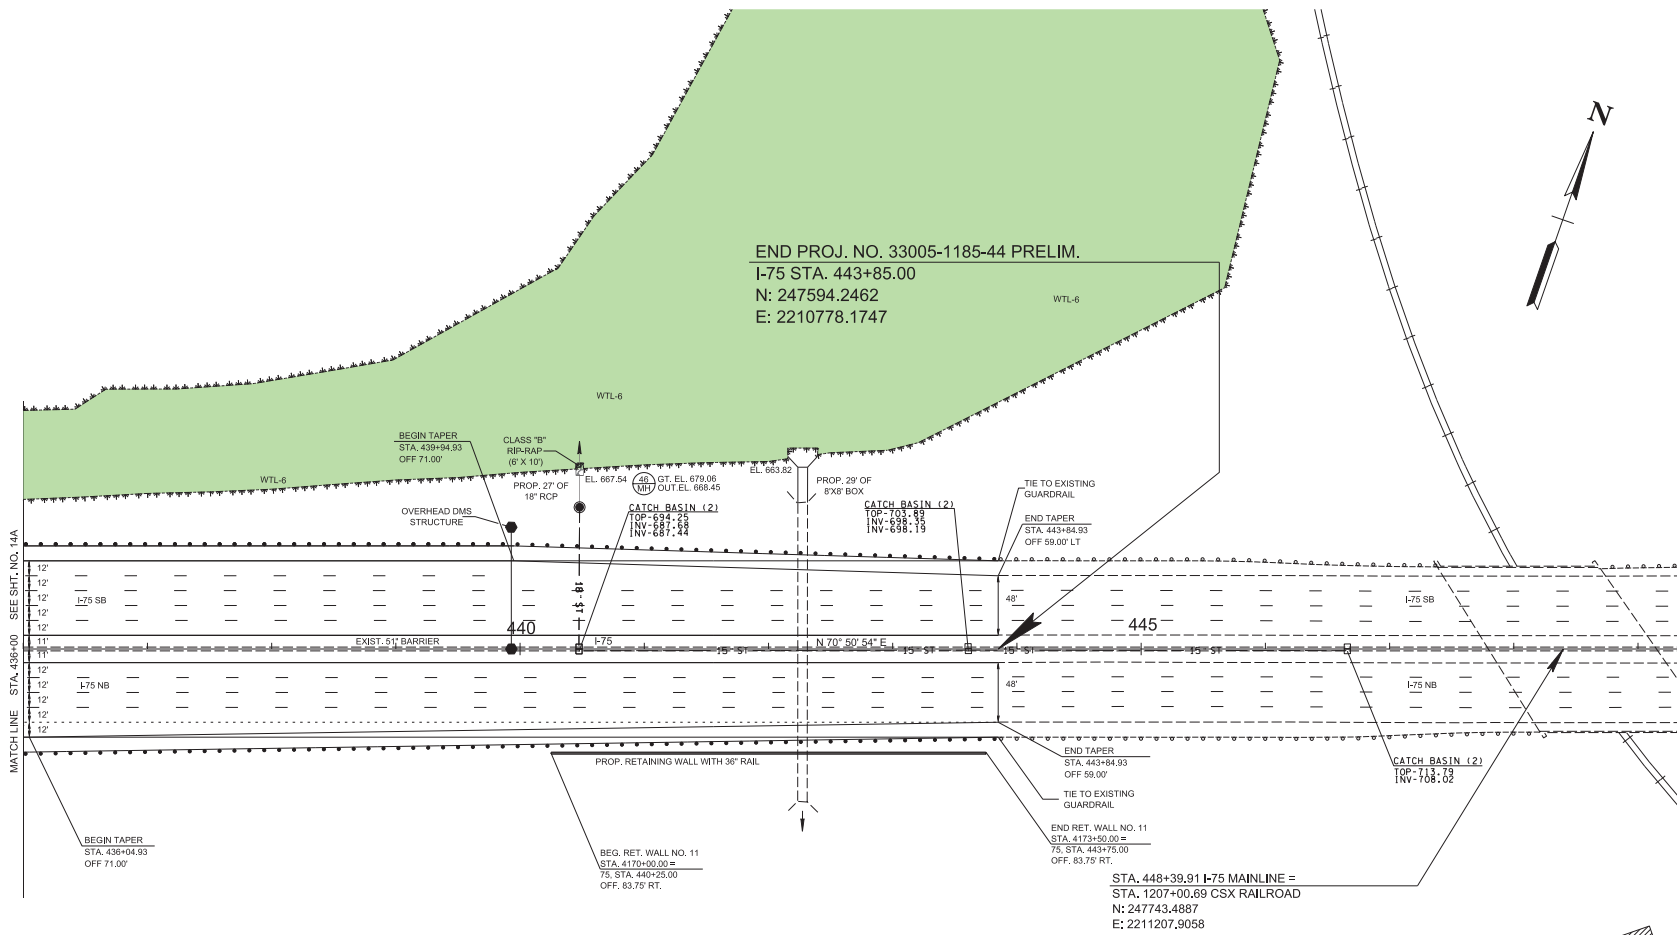 N
END PROJ. NO. 33005-1185-44 PRELIM.
I-75 STA. 443+85.00
N: 247594.2462
E: 2210778.1747
WTL-6
WTL-6
WTL-6
BEGIN TAPER
STA. 439+94.93
OFF 71.00'
CLASS "B"
RIP-RAP
(6' X 10')
EL. 667.54
46
MH
GT. EL. 679.06
OUT.EL. 668.45
EL. 663.82
PROP. 27' OF
18" RCP
PROP. 29' OF
8'X8' BOX
OVERHEAD DMS
STRUCTURE
CATCH BASIN (2)
TOP-694.25
INV-687.68
INV-687.44
CATCH BASIN (2)
TOP-703.89
INV-698.35
INV-698.19
TIE TO EXISTING
GUARDRAIL
END TAPER
STA. 443+84.93
OFF 59.00' LT
MATCH LINE STA. 436+00 SEE SHT. NO. 14A
12'
12'
12'
12'
12'
11'
11'
12'
12'
12'
12'
12'
I-75 SB
18" ST
48'
I-75 SB
440
445
EXIST. 51" BARRIER
I-75
N 70° 50' 54" E
15" ST
15" ST
15" ST
15" ST
I-75 NB
48'
I-75 NB
PROP. RETAINING WALL WITH 36" RAIL
END TAPER
STA. 443+84.93
OFF 59.00'
TIE TO EXISTING
GUARDRAIL
CATCH BASIN (2)
TOP-713.79
INV-708.02
BEGIN TAPER
STA. 436+04.93
OFF 71.00'
BEG. RET. WALL NO. 11
STA. 4170+00.00 =
75, STA. 440+25.00
OFF. 83.75' RT.
END RET. WALL NO. 11
STA. 4173+50.00 =
75, STA. 443+75.00
OFF. 83.75' RT.
STA. 448+39.91 I-75 MAINLINE =
STA. 1207+00.69 CSX RAILROAD
N: 247743.4887
E: 2211207.9058